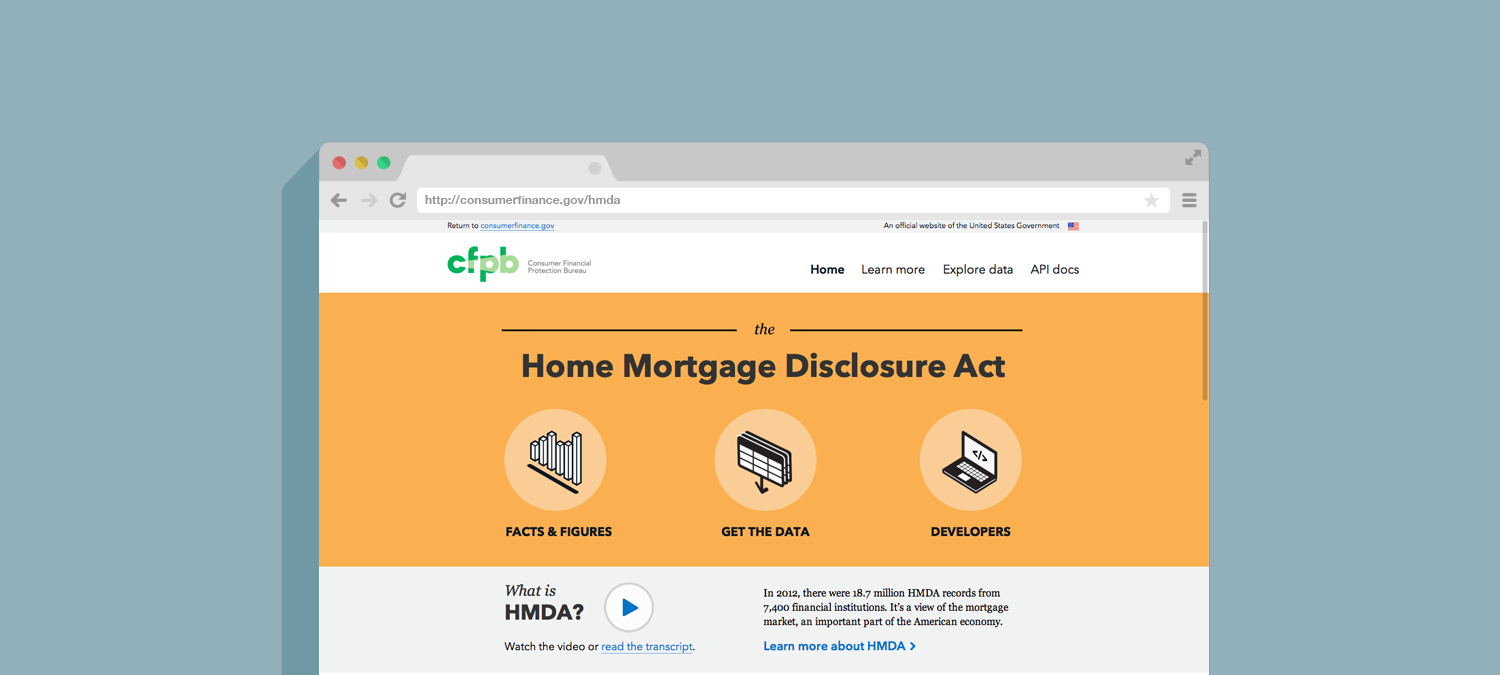 http://consumerfinance.gov/hmda
Return to consumerfinance.gov
An official website of the United States Government
cfpb
Consumer Financial
Protection Bureau
Home
Learn more
Explore data
API docs
the
Home Mortgage Disclosure Act
</>
FACTS & FIGURES
GET THE DATA
DEVELOPERS
What is
HMDA?
Watch the video or read the transcript.
In 2012, there were 18.7 million HMDA records from
7,400 financial institutions. It's a view of the mortgage
market, an important part of the American economy.
Learn more about HMDA >